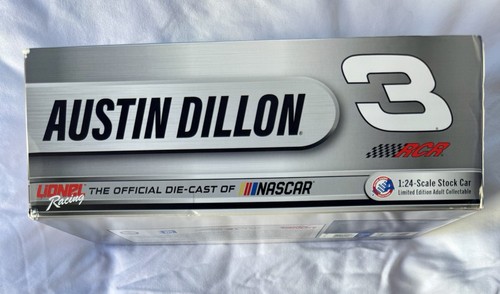 AUSTIN DILLON
3
RCR
LIONEL Racing THE OFFICIAL DIE-CAST OF NASCAR
1:24-Scale Stock Car
Limited Edition Adult Collectable